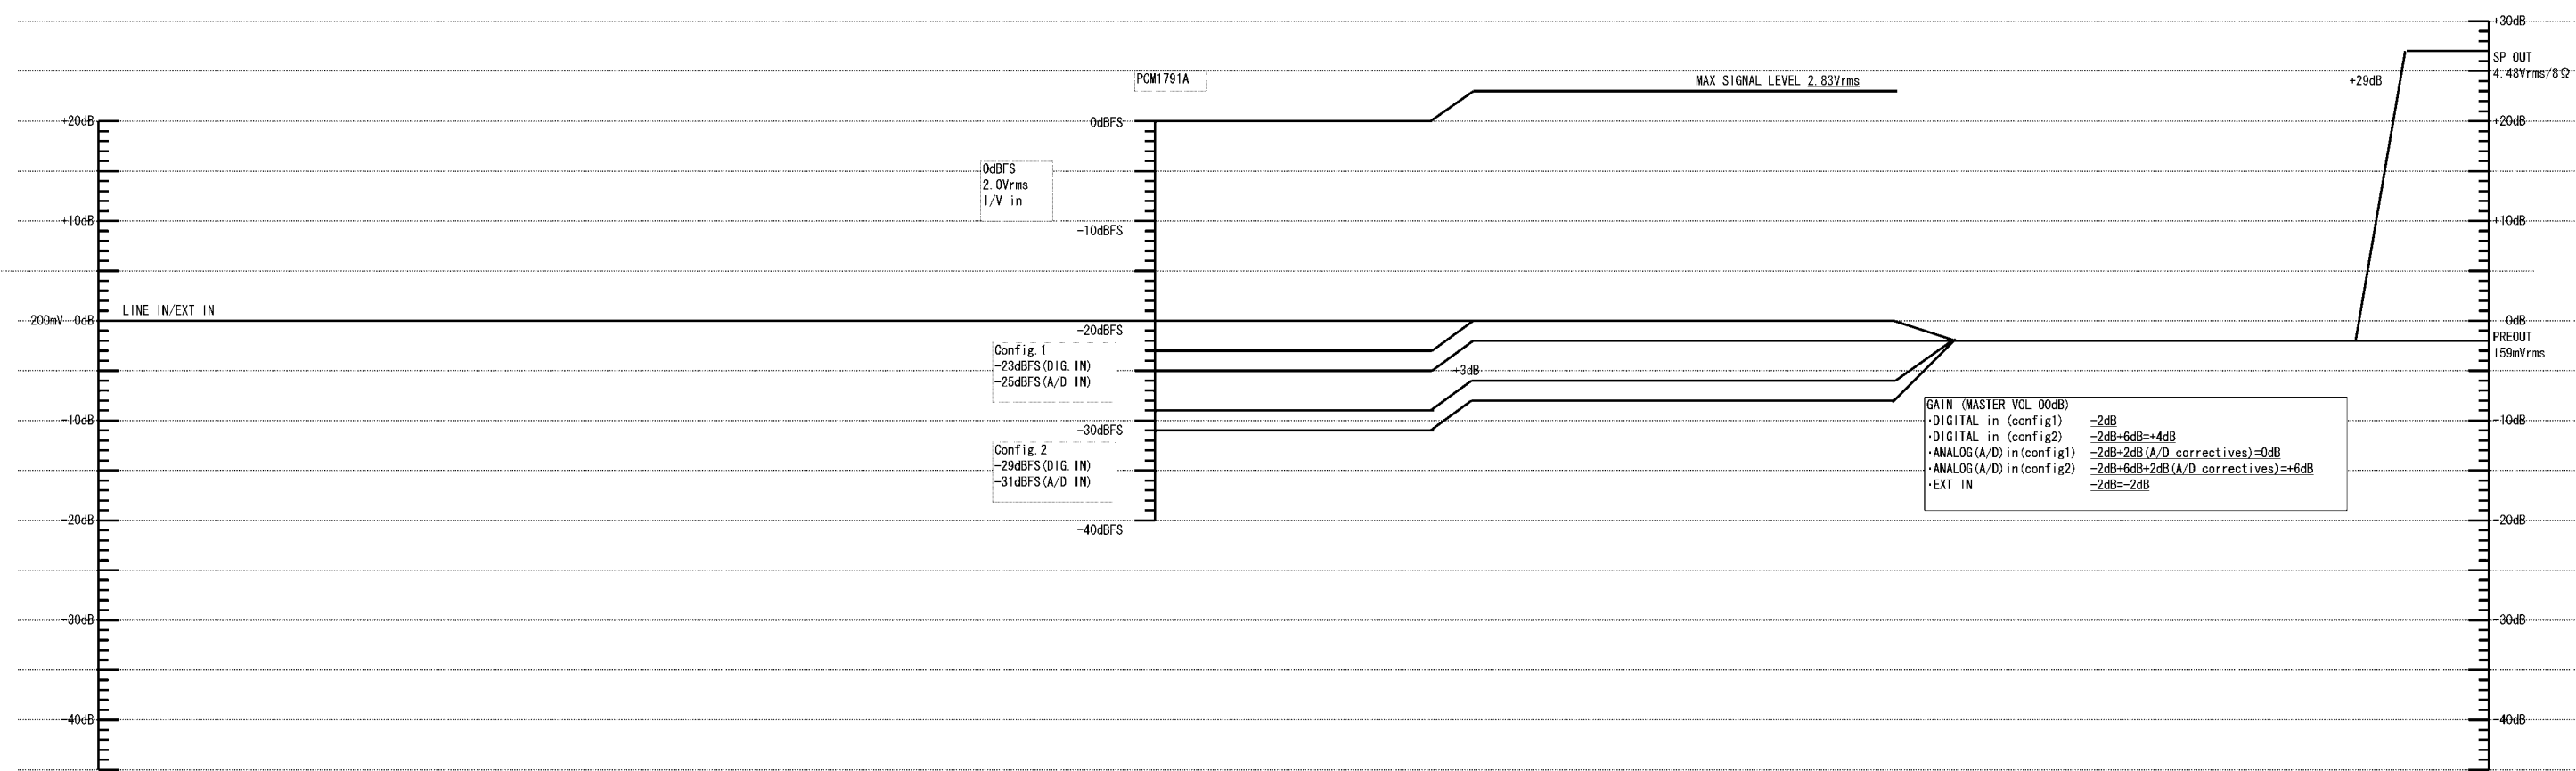 +30dB
SP OUT
4.48Vrms/8Ω
+29dB
PCM1791A
MAX SIGNAL LEVEL 2.83Vrms
+20dB
0dBFS
+20dB
0dBFS
2.0Vrms
I/V in
+10dB
-10dBFS
+10dB
LINE IN/EXT IN
200mV 0dB
-20dBFS
0dB
PREOUT
159mVrms
Config.1
-23dBFS(DIG.IN)
-25dBFS(A/D IN)
+3dB
-10dB
-30dBFS
-10dB
GAIN (MASTER VOL 00dB)
·DIGITAL in (config1) -2dB
·DIGITAL in (config2) -2dB+6dB=+4dB
·ANALOG(A/D)in(config1) -2dB+2dB(A/D correctives)=0dB
·ANALOG(A/D)in(config2) -2dB+6dB+2dB(A/D correctives)=+6dB
·EXT IN -2dB=-2dB
Config.2
-29dBFS(DIG.IN)
-31dBFS(A/D IN)
-20dB
-40dBFS
-20dB
-30dB
-30dB
-40dB
-40dB